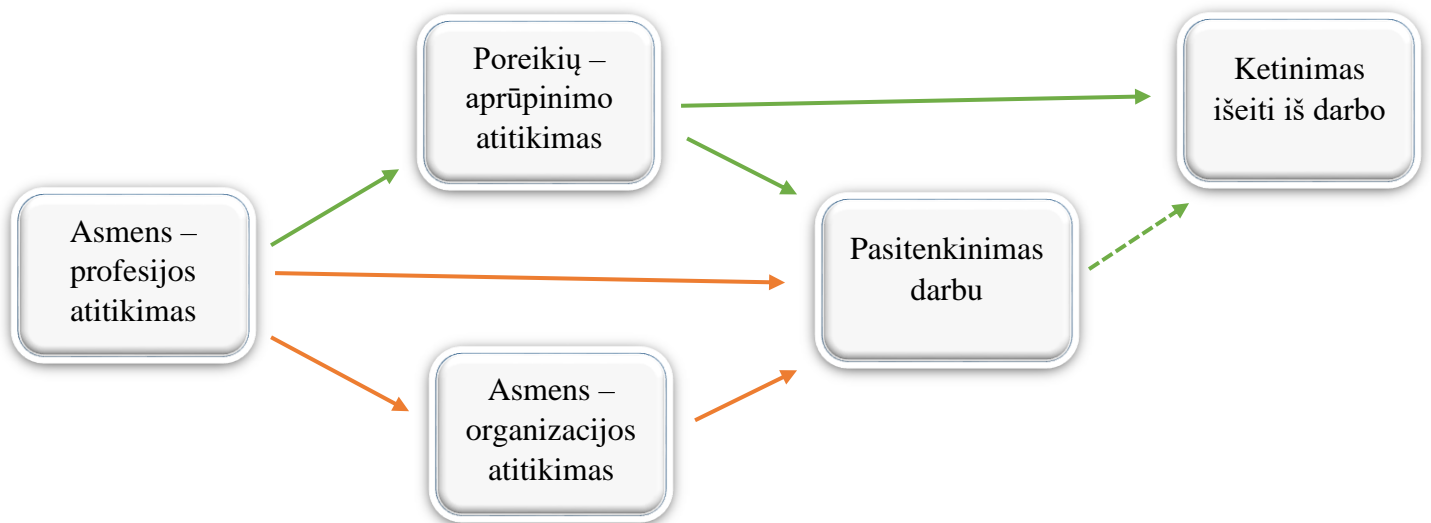 Poreikių –
aprūpinimo
atitikimas
Ketinimas
išeiti iš darbo
Asmens –
profesijos
atitikimas
Pasitenkinimas
darbu
Asmens –
organizacijos
atitikimas